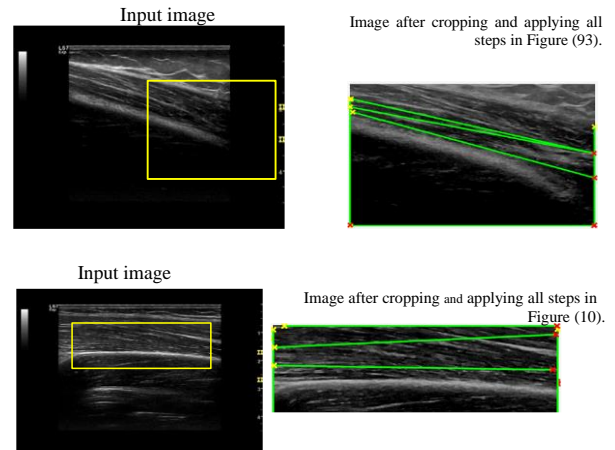 Input image
Image after cropping and applying all
steps in Figure (93).
Input image
Image after cropping and applying all steps in
Figure (10).